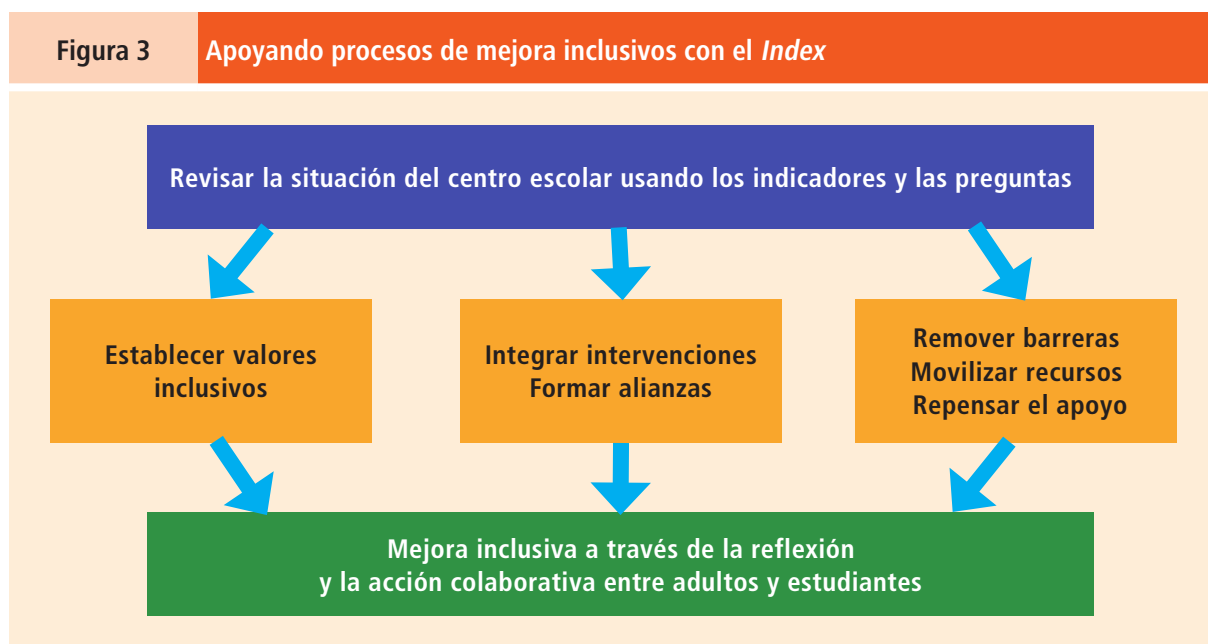 Figura 3
Apoyando procesos de mejora inclusivos con el Index
Revisar la situación del centro escolar usando los indicadores y las preguntas
Establecer valores
inclusivos
Integrar intervenciones
Formar alianzas
Remover barreras
Movilizar recursos
Repensar el apoyo
Mejora inclusiva a través de la reflexión
y la acción colaborativa entre adultos y estudiantes